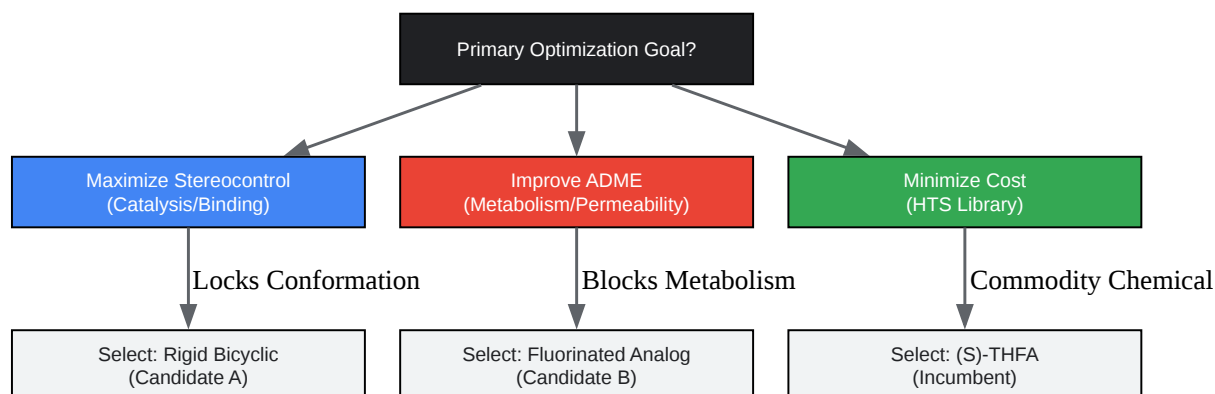 Primary Optimization Goal?
Maximize Stereocontrol
(Catalysis/Binding)
Improve ADME
(Metabolism/Permeability)
Minimize Cost
(HTS Library)
Locks Conformation
Blocks Metabolism
Commodity Chemical
Select: Rigid Bicyclic
(Candidate A)
Select: Fluorinated Analog
(Candidate B)
Select: (S)-THFA
(Incumbent)